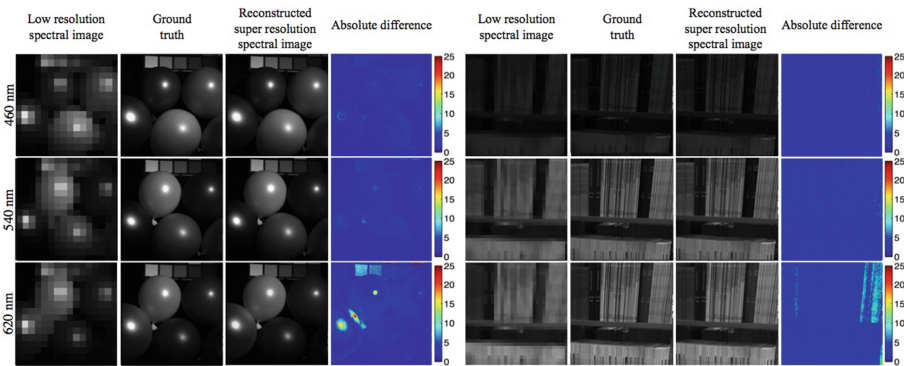 Low resolution
spectral image
Ground
truth
Reconstructed
super resolution
spectral image
Absolute difference
Low resolution
spectral image
Ground
truth
Reconstructed
super resolution
spectral image
Absolute difference
460 nm
25
20
15
10
5
0
25
20
15
10
5
0
540 nm
25
20
15
10
5
0
25
20
15
10
5
0
620 nm
25
20
15
10
5
0
25
20
15
10
5
0